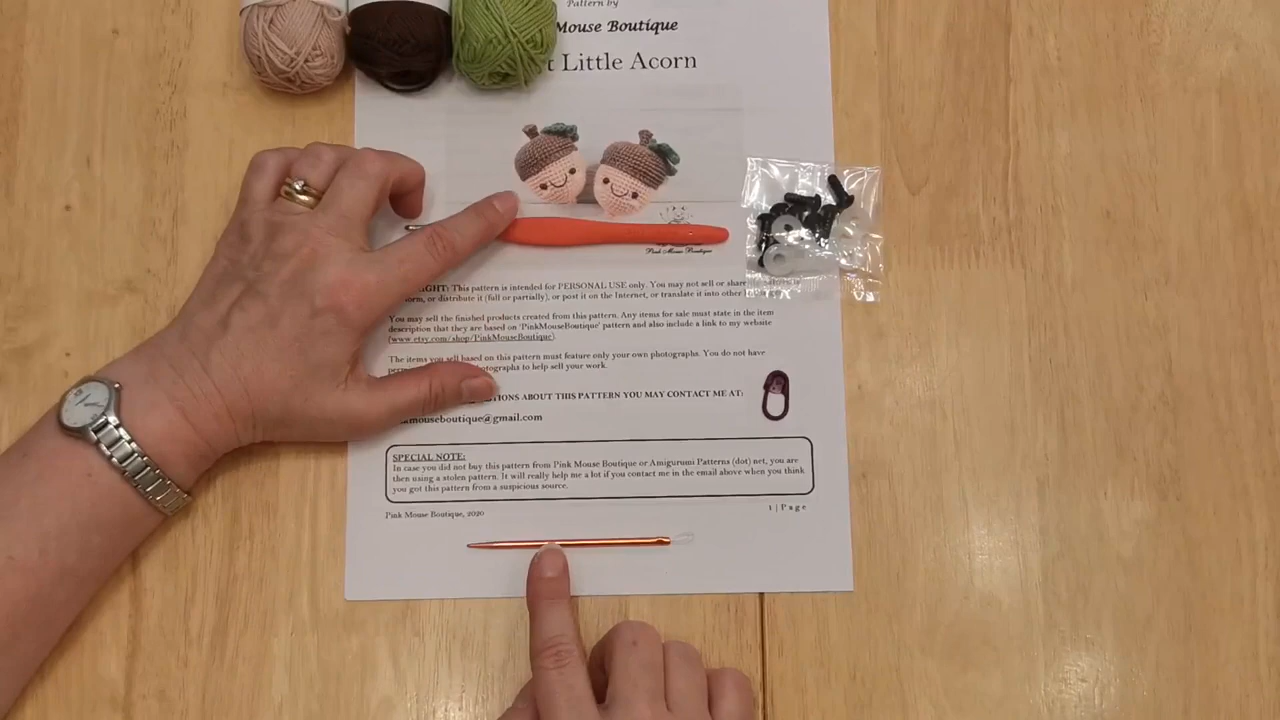 Pattern by
Mouse Boutique
t Little Acorn
Pink Mouse Boutique
IGHT: This pattern is intended for PERSONAL USE only. You may not sell or share
orm, or distribute it (full or partially), or post it on the Internet, or translate it into other
You may sell the finished products created from this pattern. Any items for sale must state in the item
description that they are based on 'PinkMouseBoutique' pattern and also include a link to my website
(www.etsy.com/shop/PinkMouseBoutique).
The items you sell based on this pattern must feature only your own photographs. You do not have
photographs to help sell your work.
TIONS ABOUT THIS PATTERN YOU MAY CONTACT ME AT:
kmouseboutique@gmail.com
SPECIAL NOTE:
In case you did not buy this pattern from Pink Mouse Boutique or Amigurumi Patterns (dot) net, you are
then using a stolen pattern. It will really help me a lot if you contact me in the email above when you think
you got this pattern from a suspicious source.
Pink Mouse Boutique, 2020
1 | Page